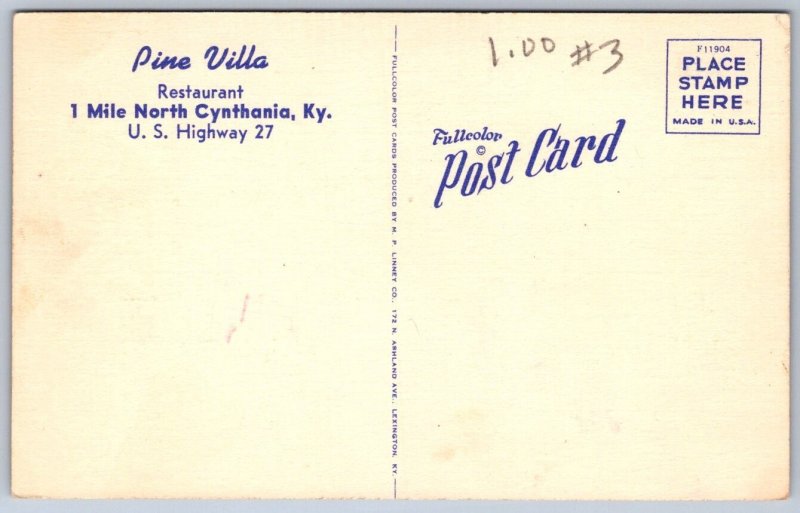 Pine Villa
Restaurant
1 Mile North Cynthania, Ky.
U. S. Highway 27
FULLCOLOR POST CARDS PRODUCED BY M. P. LINNET CO., 172 N. ASHLAND AVE., LEXINGTON, KY.
1.00 #3
Fullcolor
©
Post Card
F11904
PLACE
STAMP
HERE
MADE IN U.S.A.